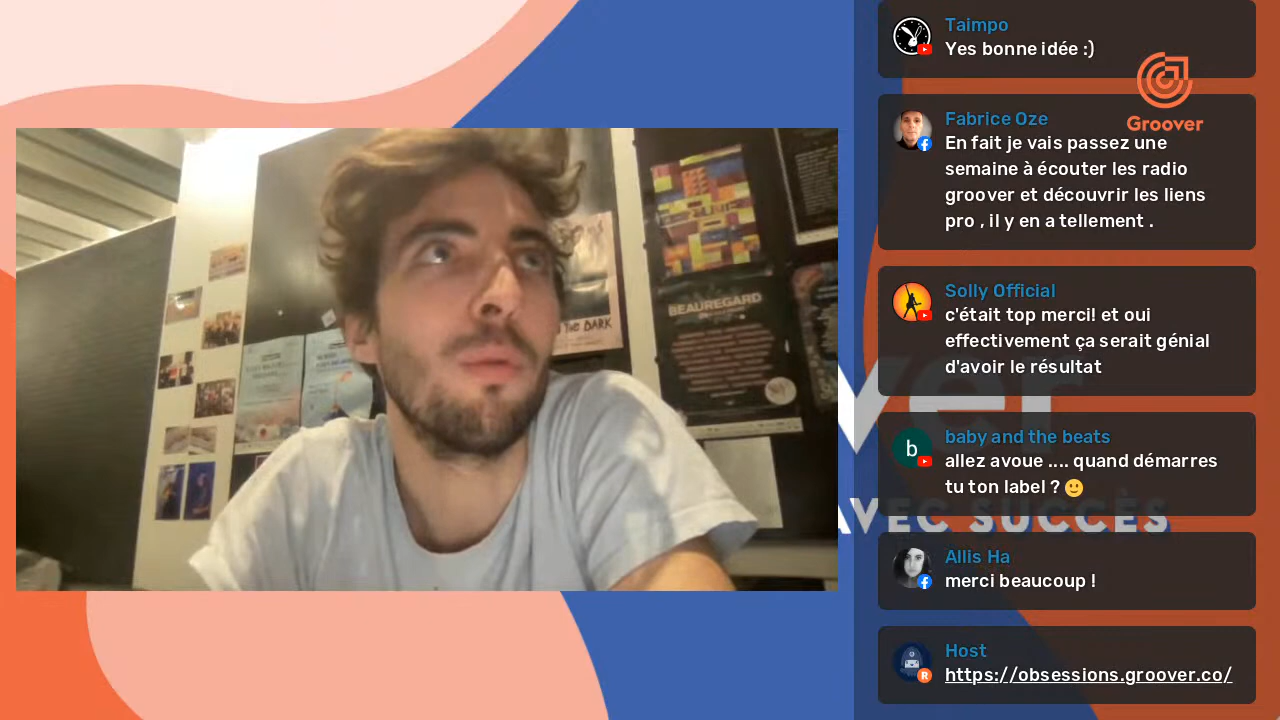 Taimpo
Yes bonne idée :)
Groover
Fabrice Oze
En fait je vais passez une
semaine à écouter les radio
groover et découvrir les liens
pro , il y en a tellement .
Solly Official
c'était top merci! et oui
effectivement ça serait génial
d'avoir le résultat
baby and the beats
allez avoue .... quand démarres
tu ton label ? 🙂
Allis Ha
merci beaucoup !
Host
https://obsessions.groover.co/
BEAUREGARD
THE DARK
AVEC SUCCÈS